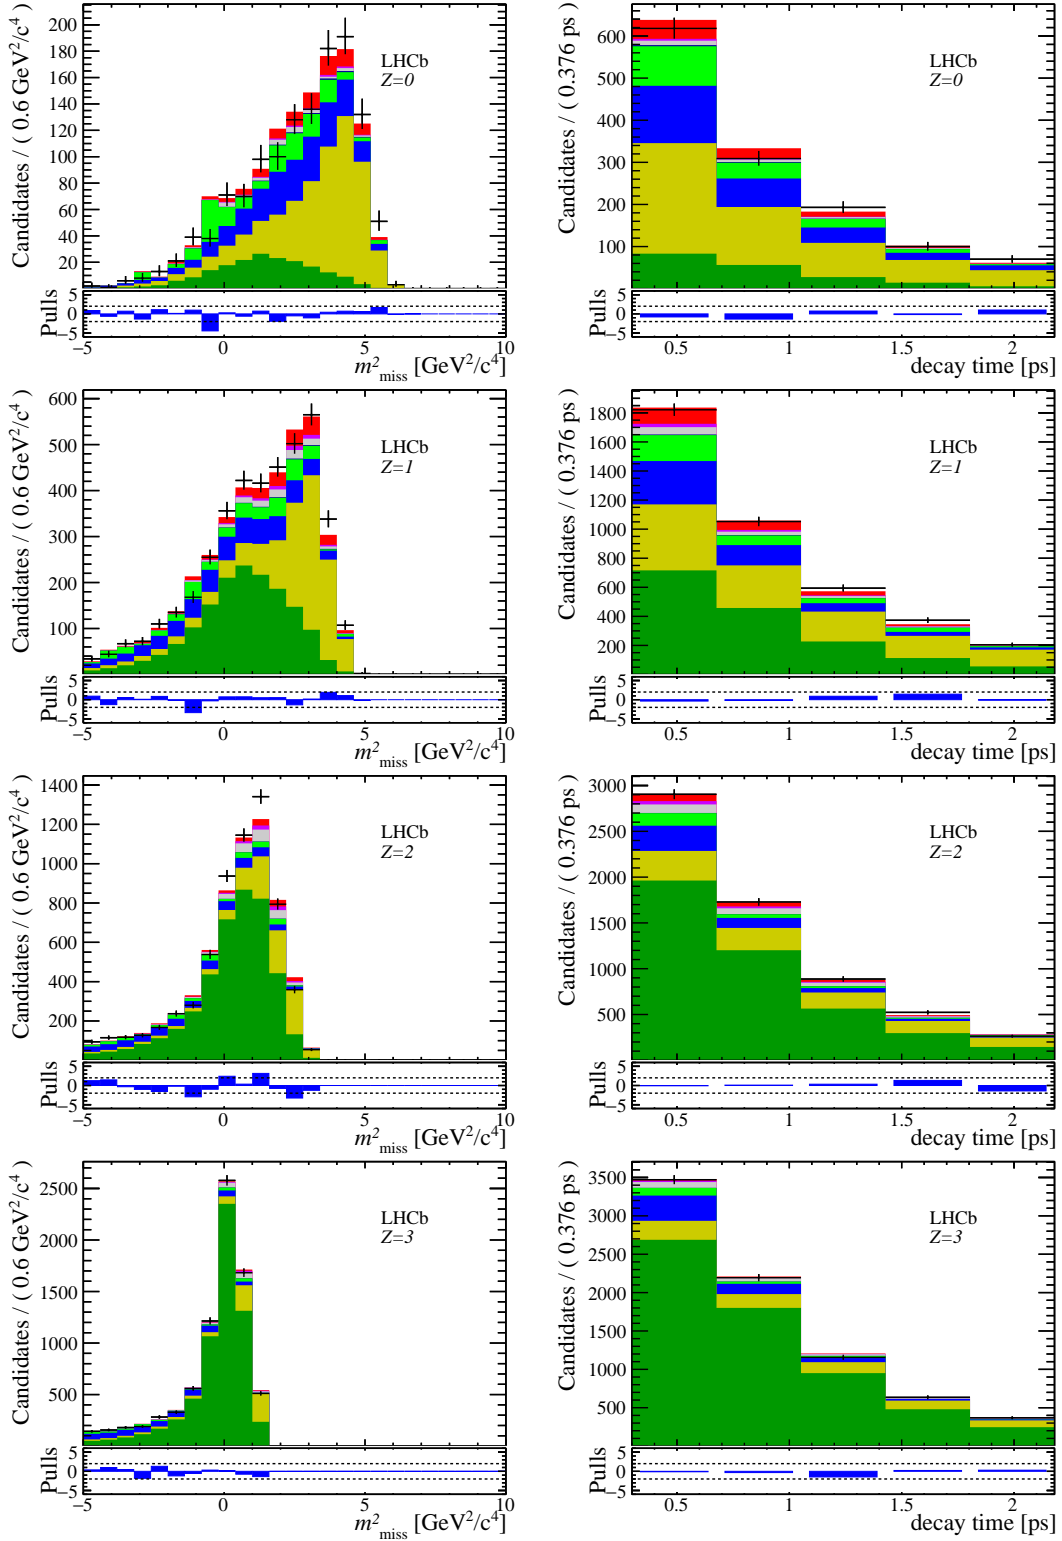 Candidates / ( 0.6 GeV²/c⁴)
200
180
160
140
120
100
80
60
40
20
LHCb
Z=0
Pulls
5
0
−5
−5 0 5 10
m²miss [GeV²/c⁴]
Candidates / ( 0.376 ps )
600
500
400
300
200
100
LHCb
Z=0
Pulls
5
0
−5
0.5 1 1.5 2
decay time [ps]
Candidates / ( 0.6 GeV²/c⁴)
600
500
400
300
200
100
LHCb
Z=1
Pulls
5
0
−5
−5 0 5 10
m²miss [GeV²/c⁴]
Candidates / ( 0.376 ps )
1800
1600
1400
1200
1000
800
600
400
200
LHCb
Z=1
Pulls
5
0
−5
0.5 1 1.5 2
decay time [ps]
Candidates / ( 0.6 GeV²/c⁴)
1400
1200
1000
800
600
400
200
LHCb
Z=2
Pulls
5
0
−5
−5 0 5 10
m²miss [GeV²/c⁴]
Candidates / ( 0.376 ps )
3000
2500
2000
1500
1000
500
LHCb
Z=2
Pulls
5
0
−5
0.5 1 1.5 2
decay time [ps]
Candidates / ( 0.6 GeV²/c⁴)
2500
2000
1500
1000
500
LHCb
Z=3
Pulls
5
0
−5
−5 0 5 10
m²miss [GeV²/c⁴]
Candidates / ( 0.376 ps )
3500
3000
2500
2000
1500
1000
500
LHCb
Z=3
Pulls
5
0
−5
0.5 1 1.5 2
decay time [ps]